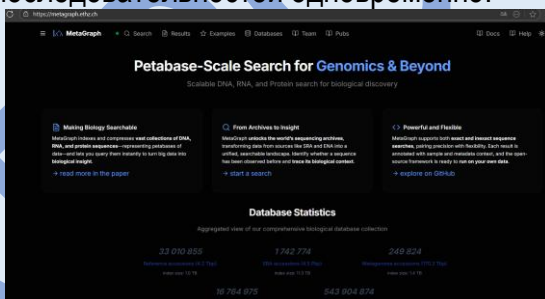 последовательностей одновременно.
https://metagraph.ethz.ch
MetaGraph Search Results Examples Databases Team Pubs Docs Help
Petabase-Scale Search for Genomics & Beyond
Scalable DNA, RNA, and Protein search for biological discovery
Making Biology Searchable
MetaGraph indexes and compresses vast collections of DNA,
RNA, and protein sequences—representing petabases of
data—and lets you query them instantly to turn big data into
biological insight.
→ read more in the paper
From Archives to Insight
MetaGraph unlocks the world's sequencing archives,
transforming data from sources like SRA and ENA into a
unified, searchable landscape. Identify whether a sequence
has been observed before and trace its biological context.
→ start a search
Powerful and Flexible
MetaGraph supports both exact and inexact sequence
searches, pairing precision with flexibility. Each result is
annotated with sample and metadata context, and the open-
source framework is ready to run on your own data.
→ explore on GitHub
Database Statistics
Aggregated view of our comprehensive biological database collection
33 010 855
1 742 774
249 824
16 764 975
543 904 874